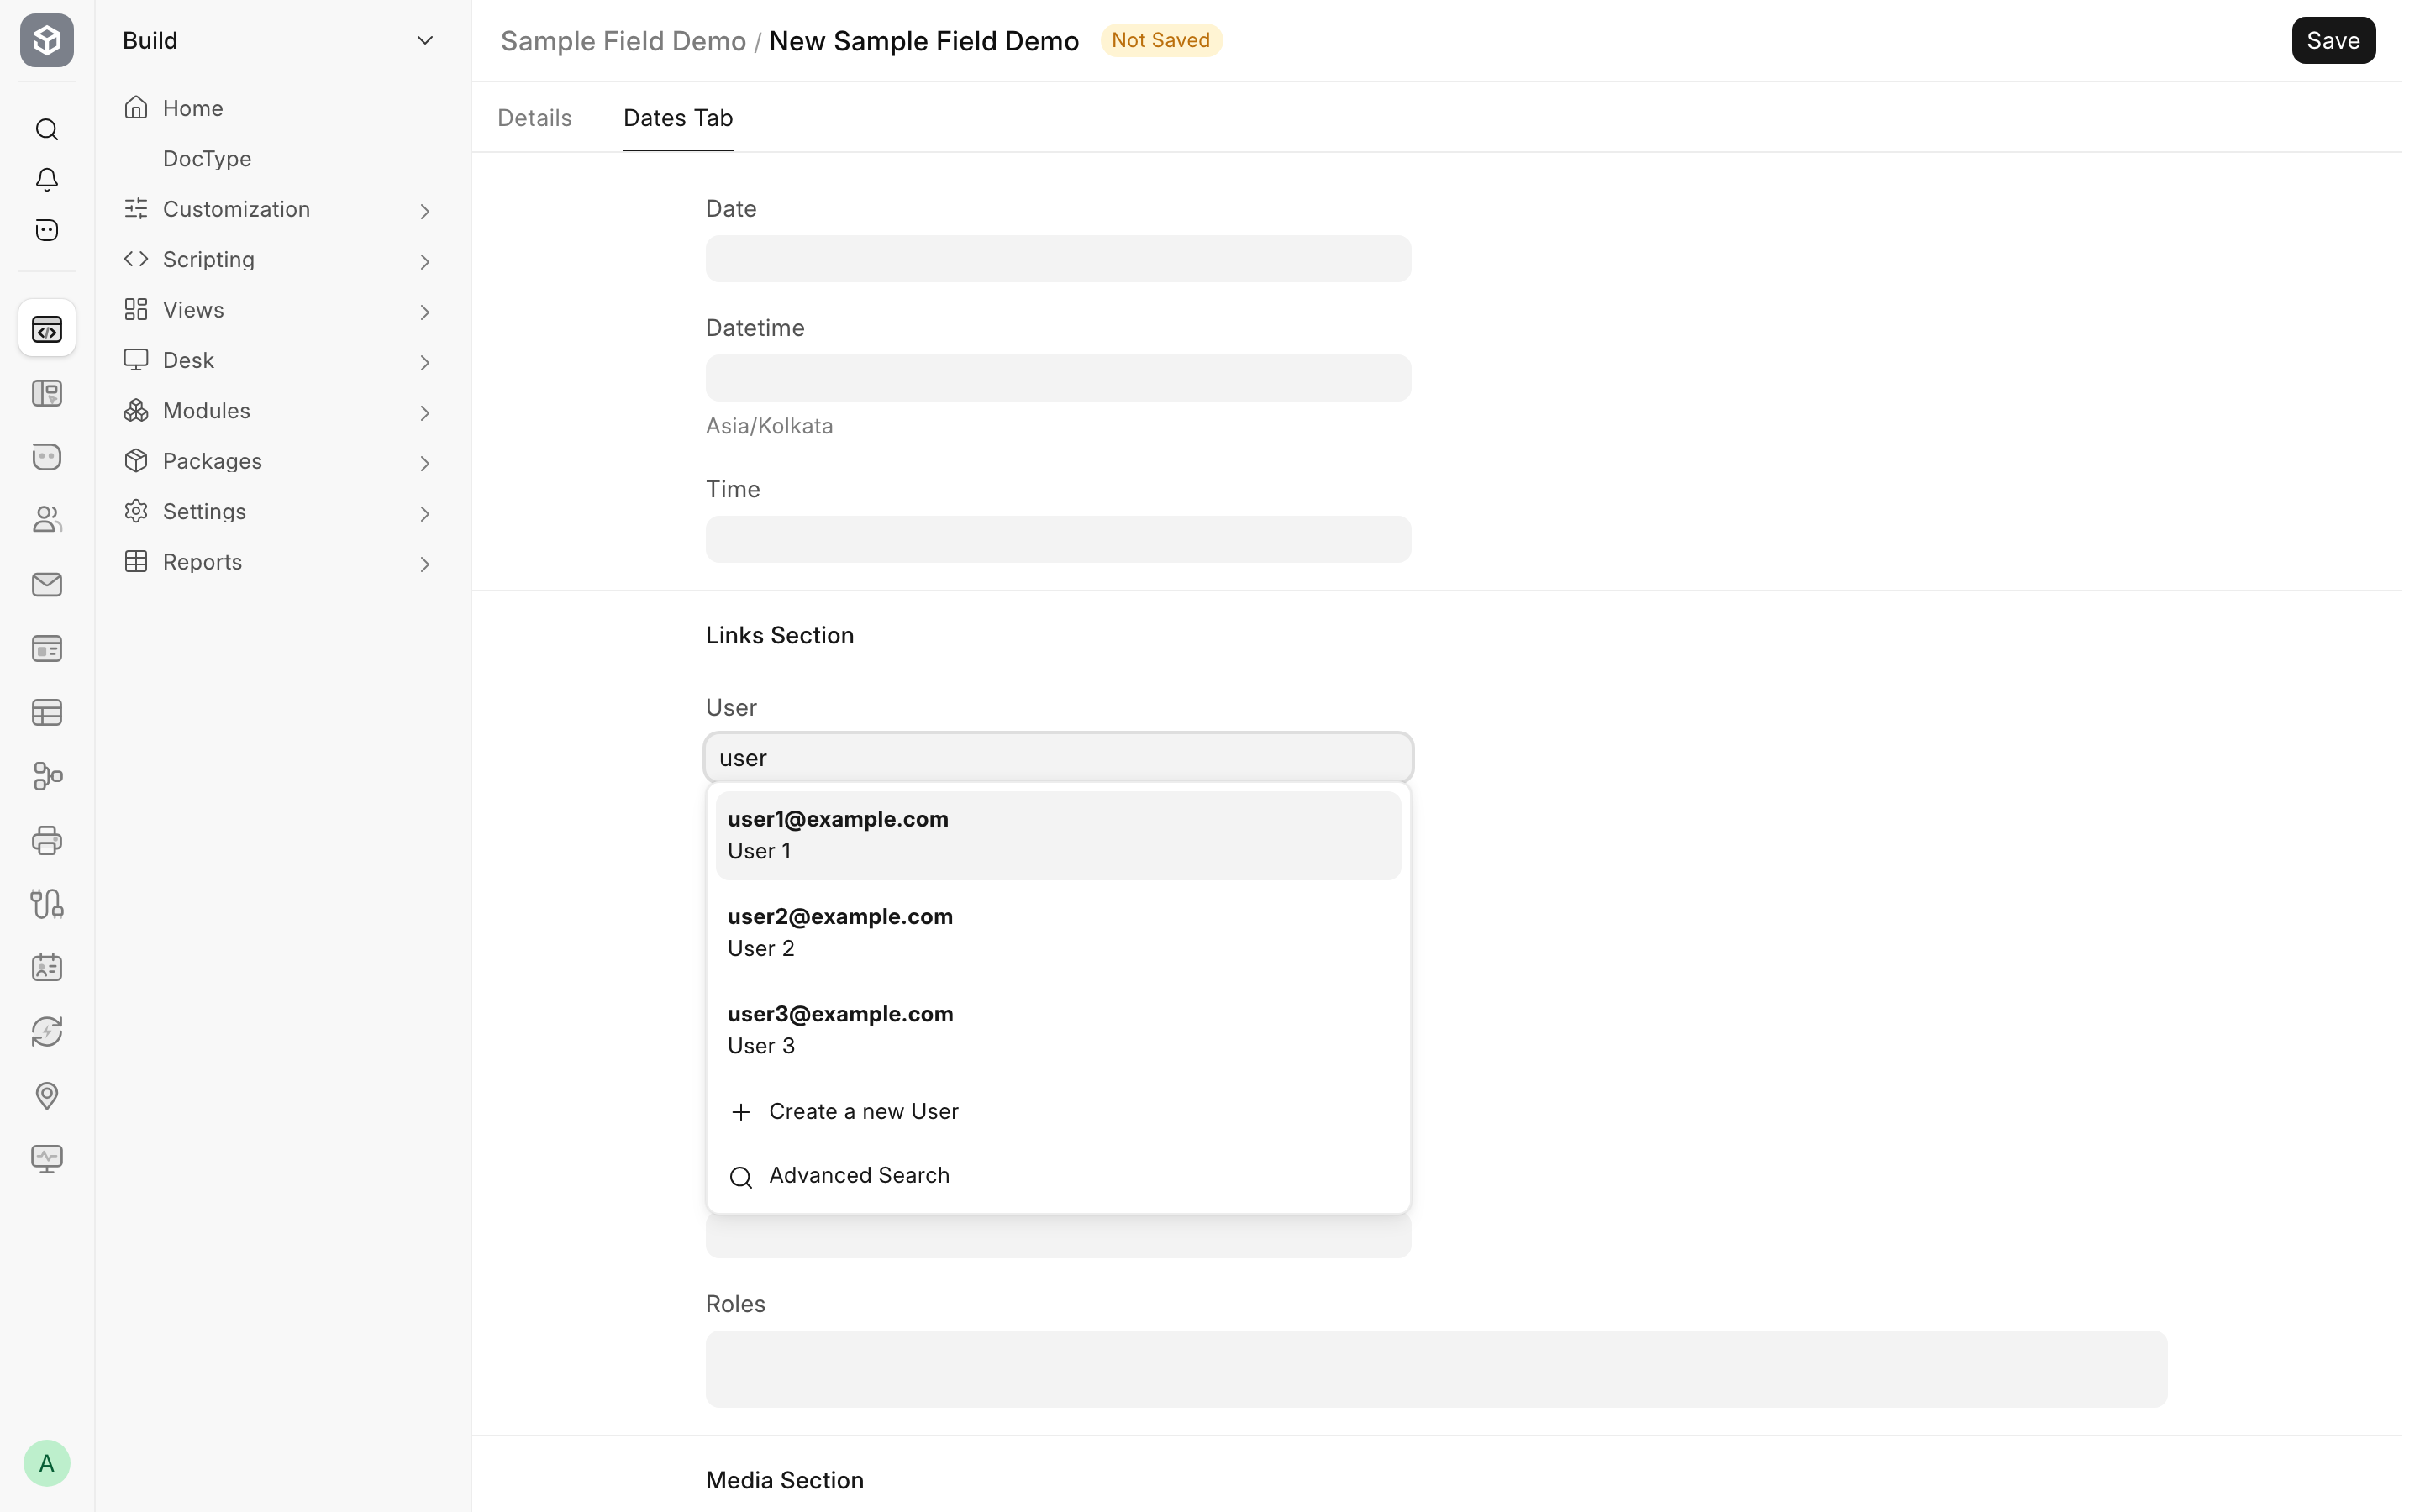 Build
Home
DocType
Customization
Scripting
Views
Desk
Modules
Packages
Settings
Reports
A
Sample Field Demo / New Sample Field Demo
Not Saved
Save
Details
Dates Tab
Date
Datetime
Asia/Kolkata
Time
Links Section
User
user
user1@example.com
User 1
user2@example.com
User 2
user3@example.com
User 3
Create a new User
Advanced Search
Roles
Media Section